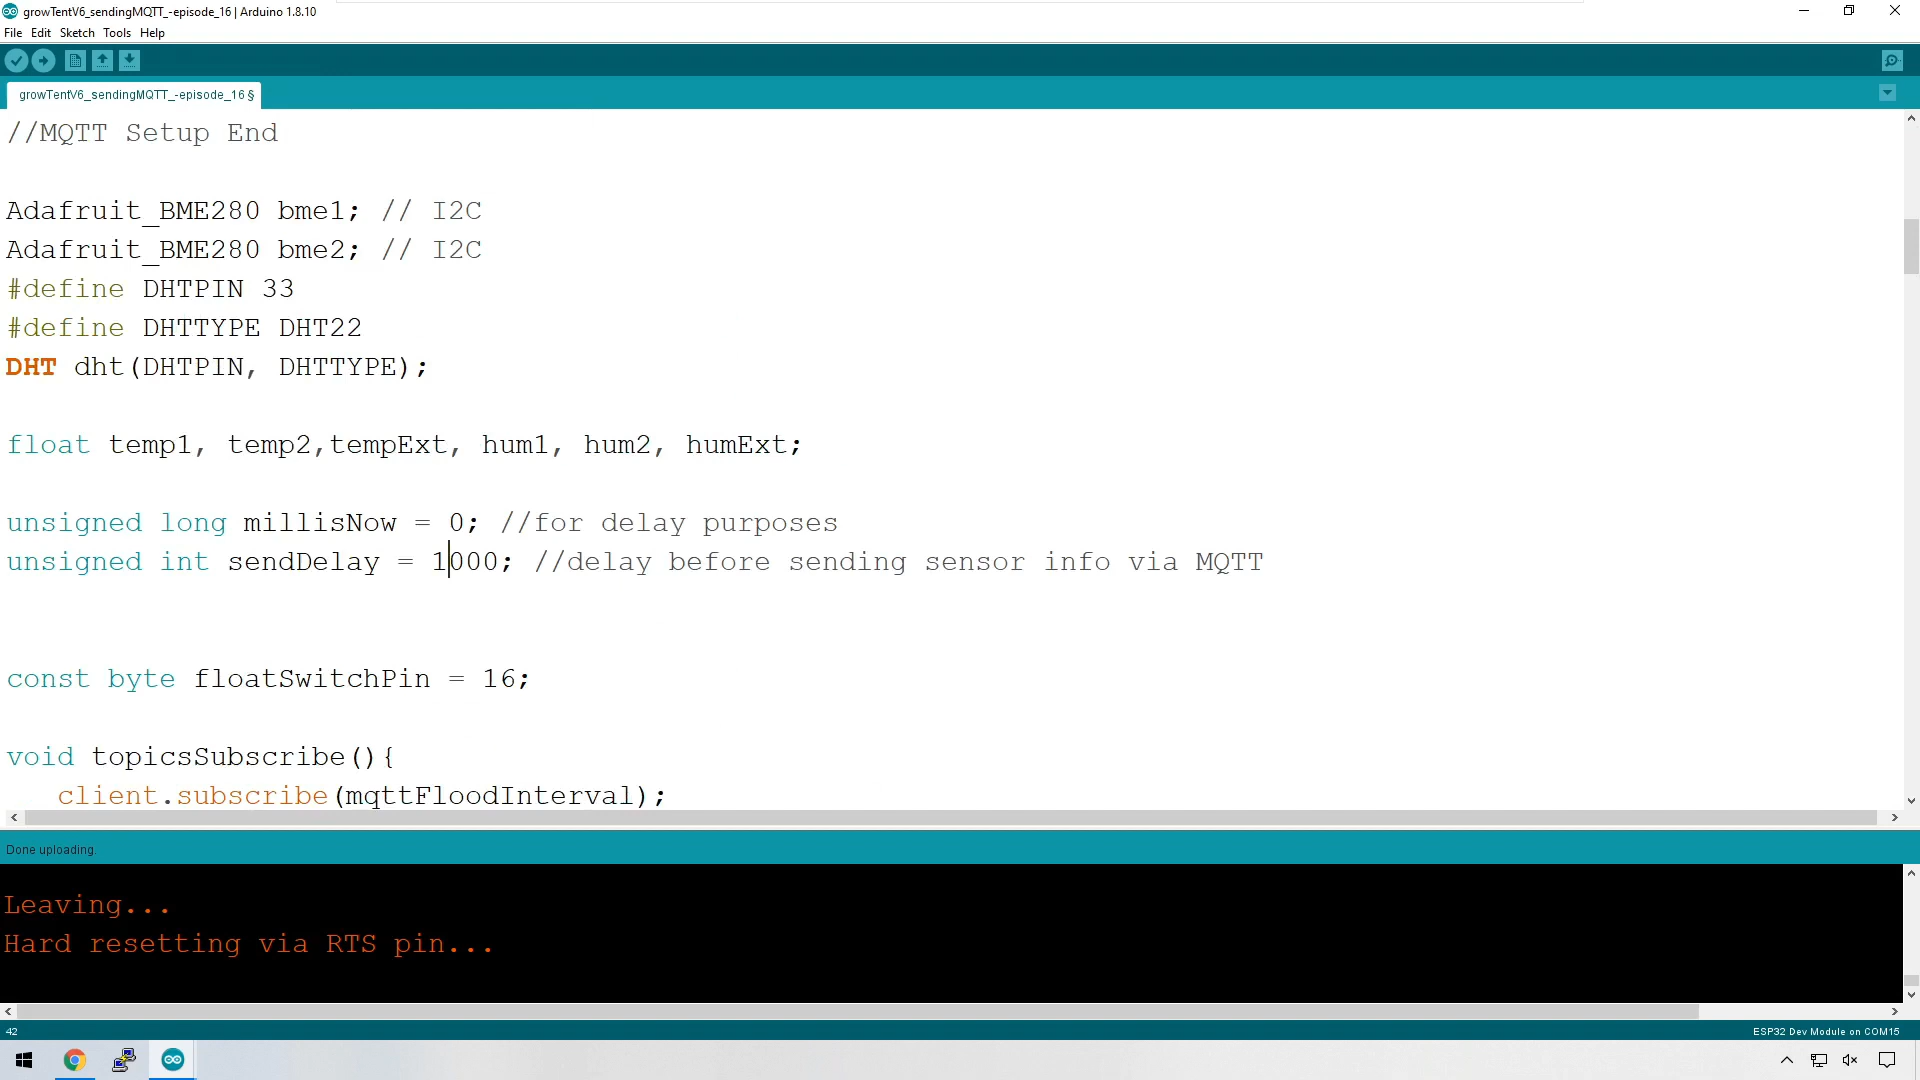 growTentV6_sendingMQTT_-episode_16 | Arduino 1.8.10
File Edit Sketch Tools Help
growTentV6_sendingMQTT_-episode_16 §
//MQTT Setup End
Adafruit_BME280 bme1; // I2C
Adafruit_BME280 bme2; // I2C
#define DHTPIN 33
#define DHTTYPE DHT22
DHT dht(DHTPIN, DHTTYPE);
float temp1, temp2,tempExt, hum1, hum2, humExt;
unsigned long millisNow = 0; //for delay purposes
unsigned int sendDelay = 1000; //delay before sending sensor info via MQTT
const byte floatSwitchPin = 16;
void topicsSubscribe(){
client.subscribe(mqttFloodInterval);
Done uploading.
Leaving...
Hard resetting via RTS pin...
42
ESP32 Dev Module on COM15